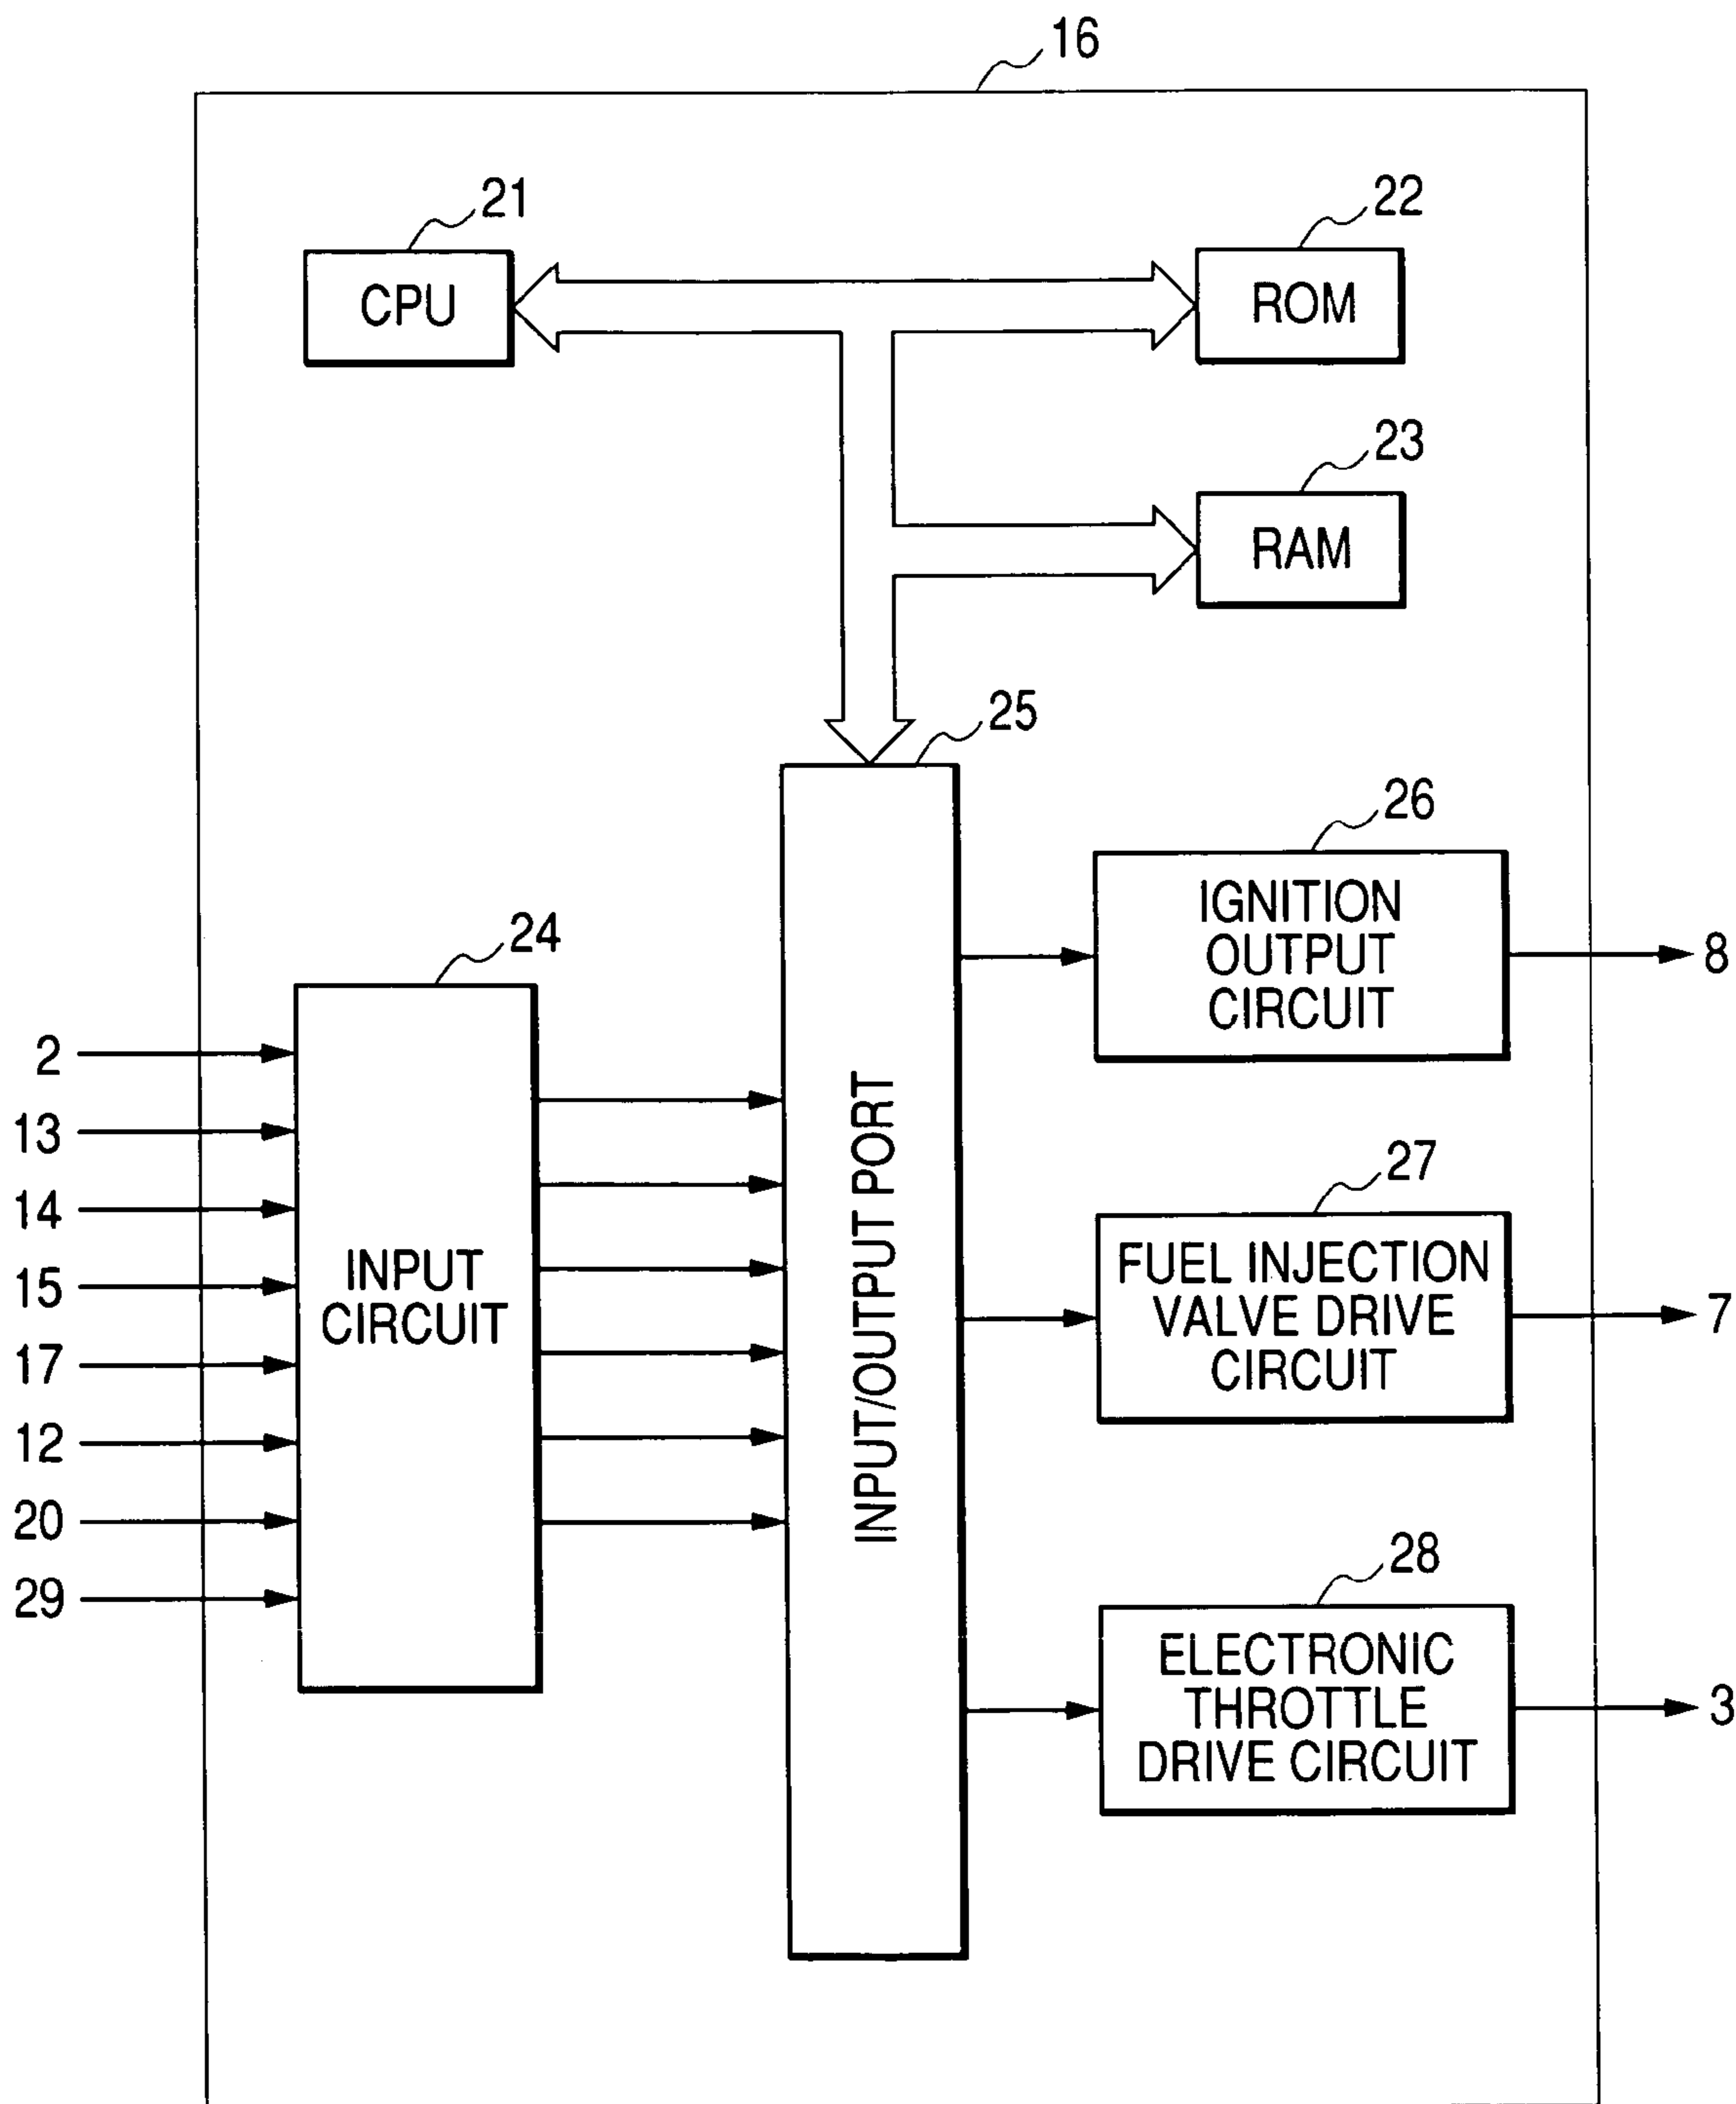 16
21
CPU
22
ROM
23
RAM
25
INPUT/OUTPUT PORT
24
INPUT
CIRCUIT
2
13
14
15
17
12
20
29
26
IGNITION
OUTPUT
CIRCUIT
8
27
FUEL INJECTION
VALVE DRIVE
CIRCUIT
7
28
ELECTRONIC
THROTTLE
DRIVE CIRCUIT
3